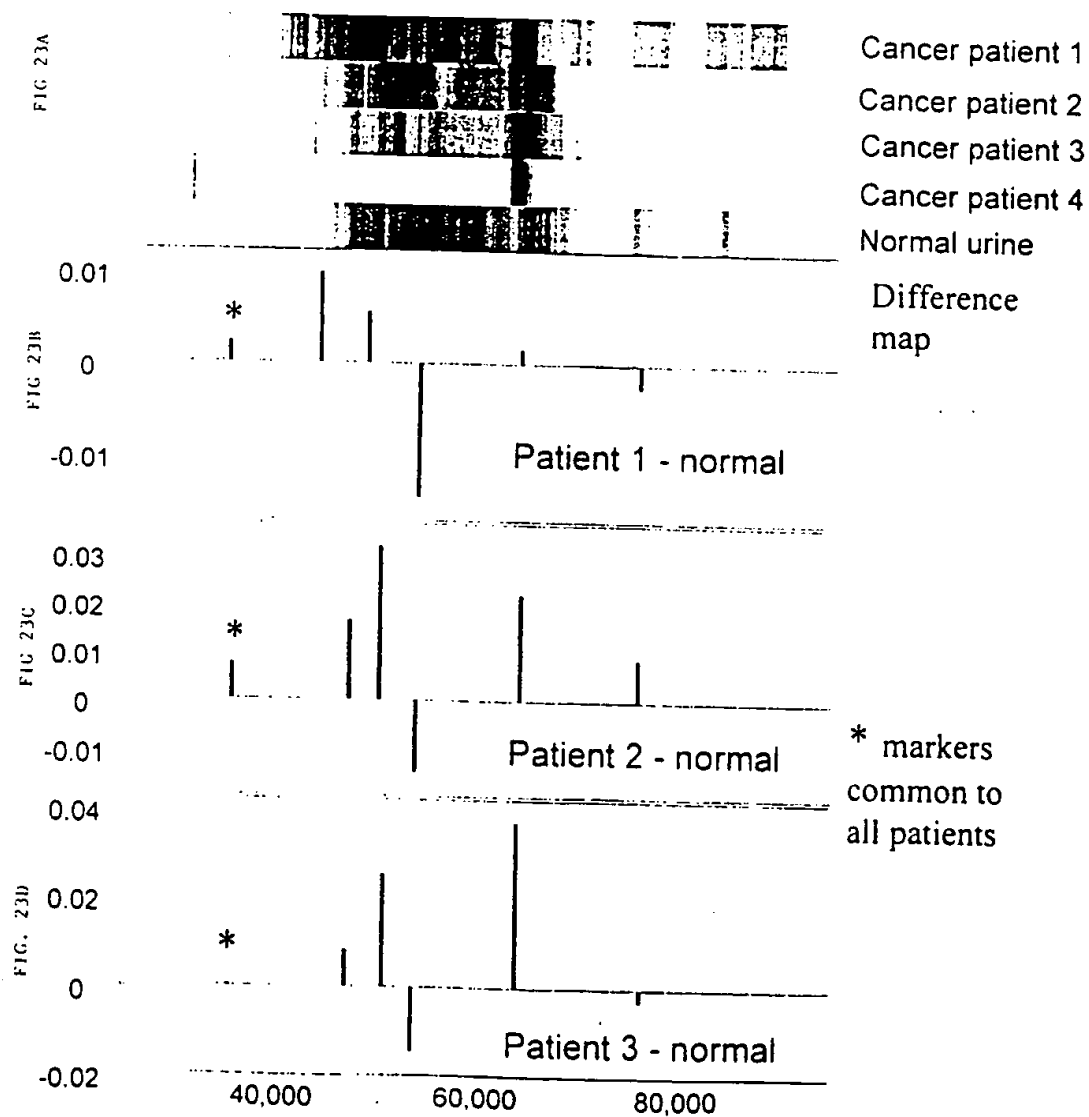 FIG 23A
Cancer patient 1
Cancer patient 2
Cancer patient 3
Cancer patient 4
Normal urine
FIG 23B
0.01
0
-0.01
*
Difference
map
Patient 1 - normal
FIG 23C
0.03
0.02
0.01
0
-0.01
*
Patient 2 - normal
* markers
common to
all patients
FIG. 23D
0.04
0.02
0
-0.02
*
Patient 3 - normal
40,000
60,000
80,000